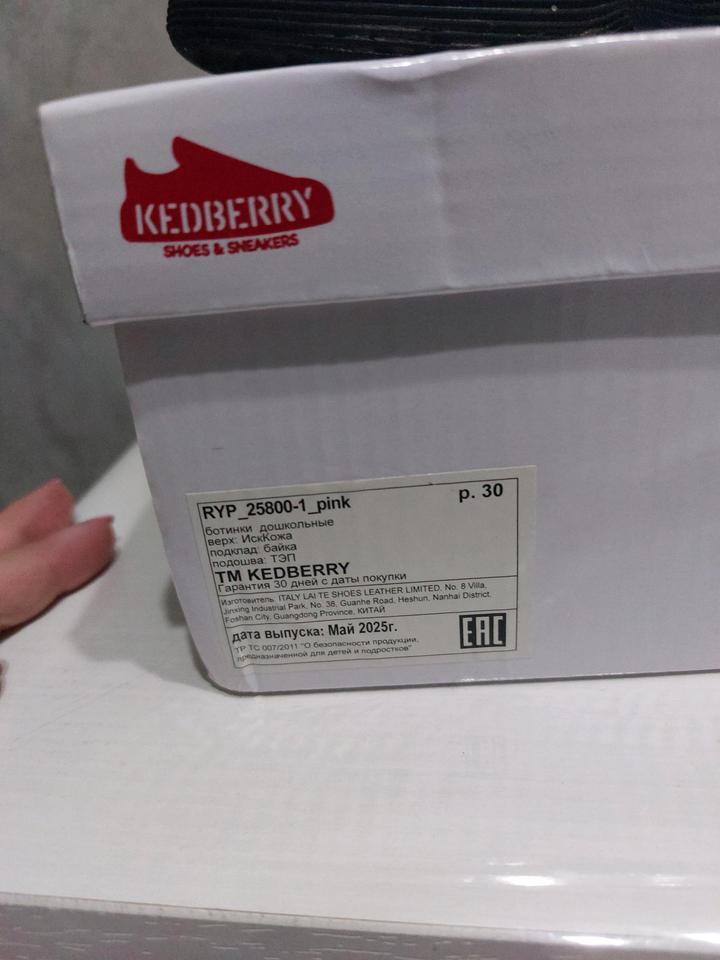 KEDBERRY
SHOES & SNEAKERS
RYP_25800-1_pink р. 30
ботинки дошкольные
верх: ИскКожа
подклад: байка
подошва: ТЭП
ТМ KEDBERRY
Гарантия 30 дней с даты покупки
Изготовитель: ITALY LAI TE SHOES LEATHER LIMITED, No. 8 Villa,
Jinxing Industrial Park, No. 38, Guanhe Road, Heshun, Nanhai District,
Foshan City, Guangdong Province, КИТАЙ
дата выпуска: Май 2025г.
ТР ТС 007/2011 "О безопасности продукции,
предназначенной для детей и подростков"
EAC